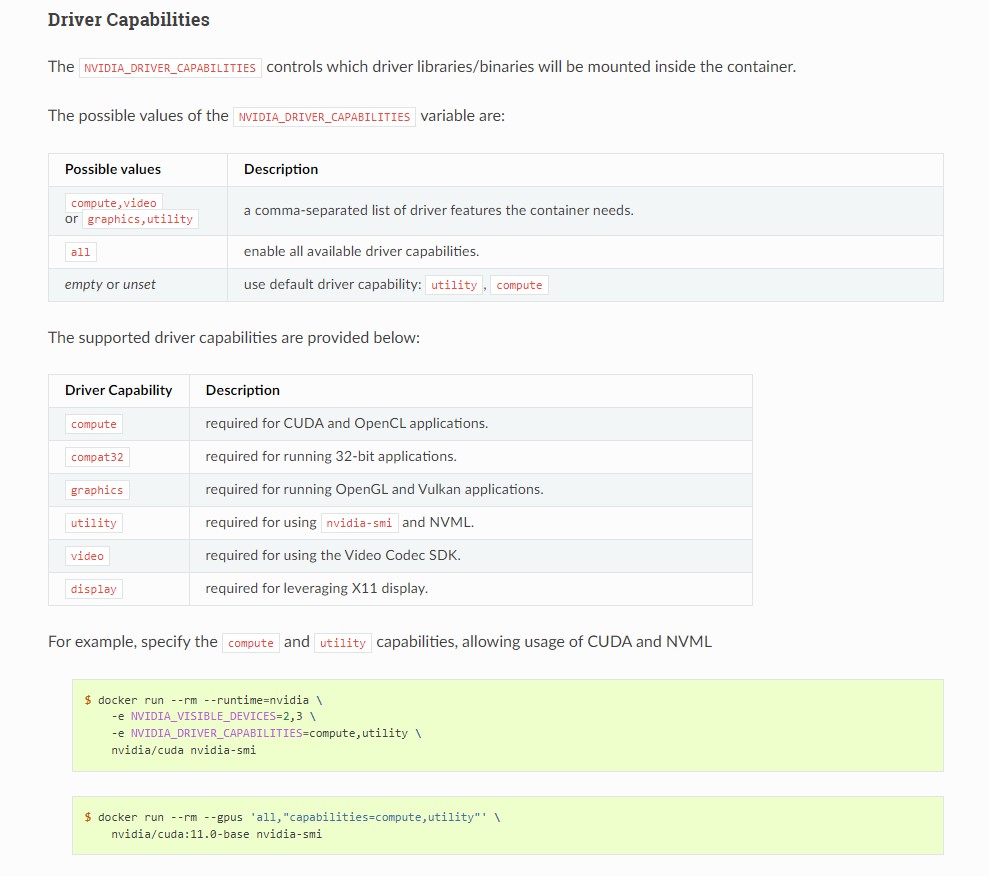 Driver Capabilities
The NVIDIA_DRIVER_CAPABILITIES controls which driver libraries/binaries will be mounted inside the container.
The possible values of the NVIDIA_DRIVER_CAPABILITIES variable are:
Possible values Description
compute,video
or graphics,utility
a comma-separated list of driver features the container needs.
all enable all available driver capabilities.
empty or unset use default driver capability: utility , compute
The supported driver capabilities are provided below:
Driver Capability Description
compute required for CUDA and OpenCL applications.
compat32 required for running 32-bit applications.
graphics required for running OpenGL and Vulkan applications.
utility required for using nvidia-smi and NVML.
video required for using the Video Codec SDK.
display required for leveraging X11 display.
For example, specify the compute and utility capabilities, allowing usage of CUDA and NVML
$ docker run --rm --runtime=nvidia \
-e NVIDIA_VISIBLE_DEVICES=2,3 \
-e NVIDIA_DRIVER_CAPABILITIES=compute,utility \
nvidia/cuda nvidia-smi
$ docker run --rm --gpus 'all,"capabilities=compute,utility"' \
nvidia/cuda:11.0-base nvidia-smi